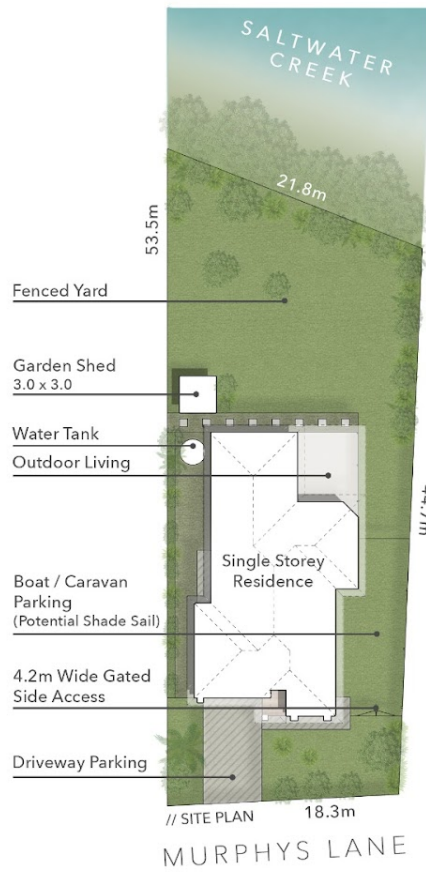 SALTWATER
CREEK
21.8m
53.5m
Fenced Yard
Garden Shed
3.0 x 3.0
Water Tank
Outdoor Living
Single Storey
Residence
Boat / Caravan
Parking
(Potential Shade Sail)
4.2m Wide Gated
Side Access
Driveway Parking
// SITE PLAN
18.3m
MURPHYS LANE